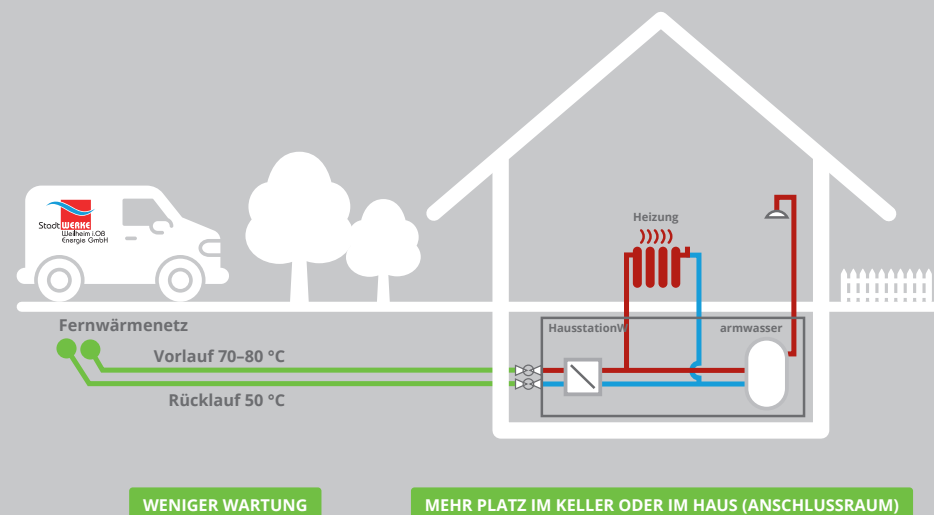 Stadt WERKE
Weilheim i.OB
Energie GmbH
Heizung
Fernwärmenetz
HausstationW armwasser
Vorlauf 70–80 °C
Rücklauf 50 °C
WENIGER WARTUNG
MEHR PLATZ IM KELLER ODER IM HAUS (ANSCHLUSSRAUM)